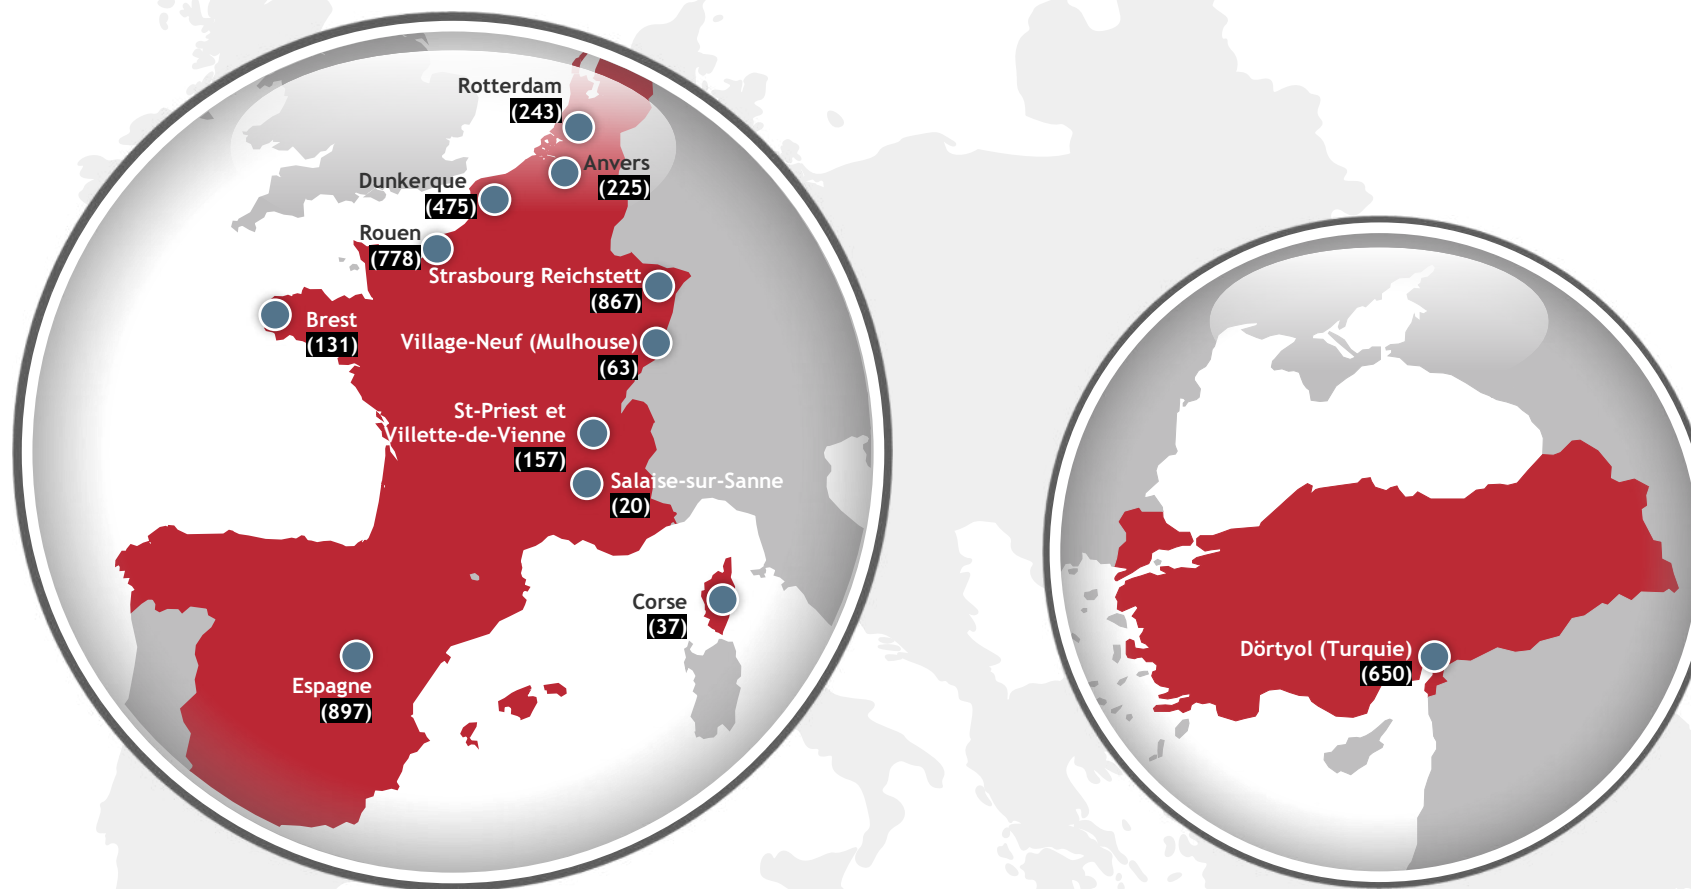 Rotterdam
(243)
Anvers
(225)
Dunkerque
(475)
Rouen
(778)
Strasbourg Reichstett
(867)
Brest
(131)
Village-Neuf (Mulhouse)
(63)
St-Priest et
Villette-de-Vienne
(157)
Salaise-sur-Sanne
(20)
Corse
(37)
Espagne
(897)
Dörtyol (Turquie)
(650)